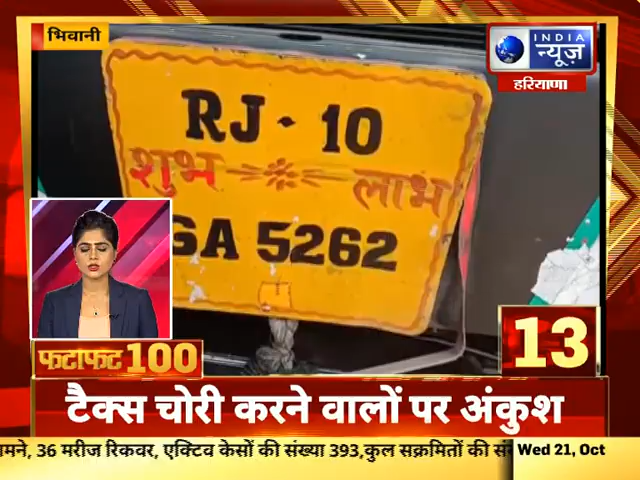 भिवानी
INDIA
न्यूज़
हरियाणा
RJ - 10
शुभ लाभ
GA 5262
13
फटाफट 100
टैक्स चोरी करने वालों पर अंकुश
36 मरीज रिकवर, एक्टिव केसों की संख्या 393,कुल सक्रमितों की
Wed 21, Oct